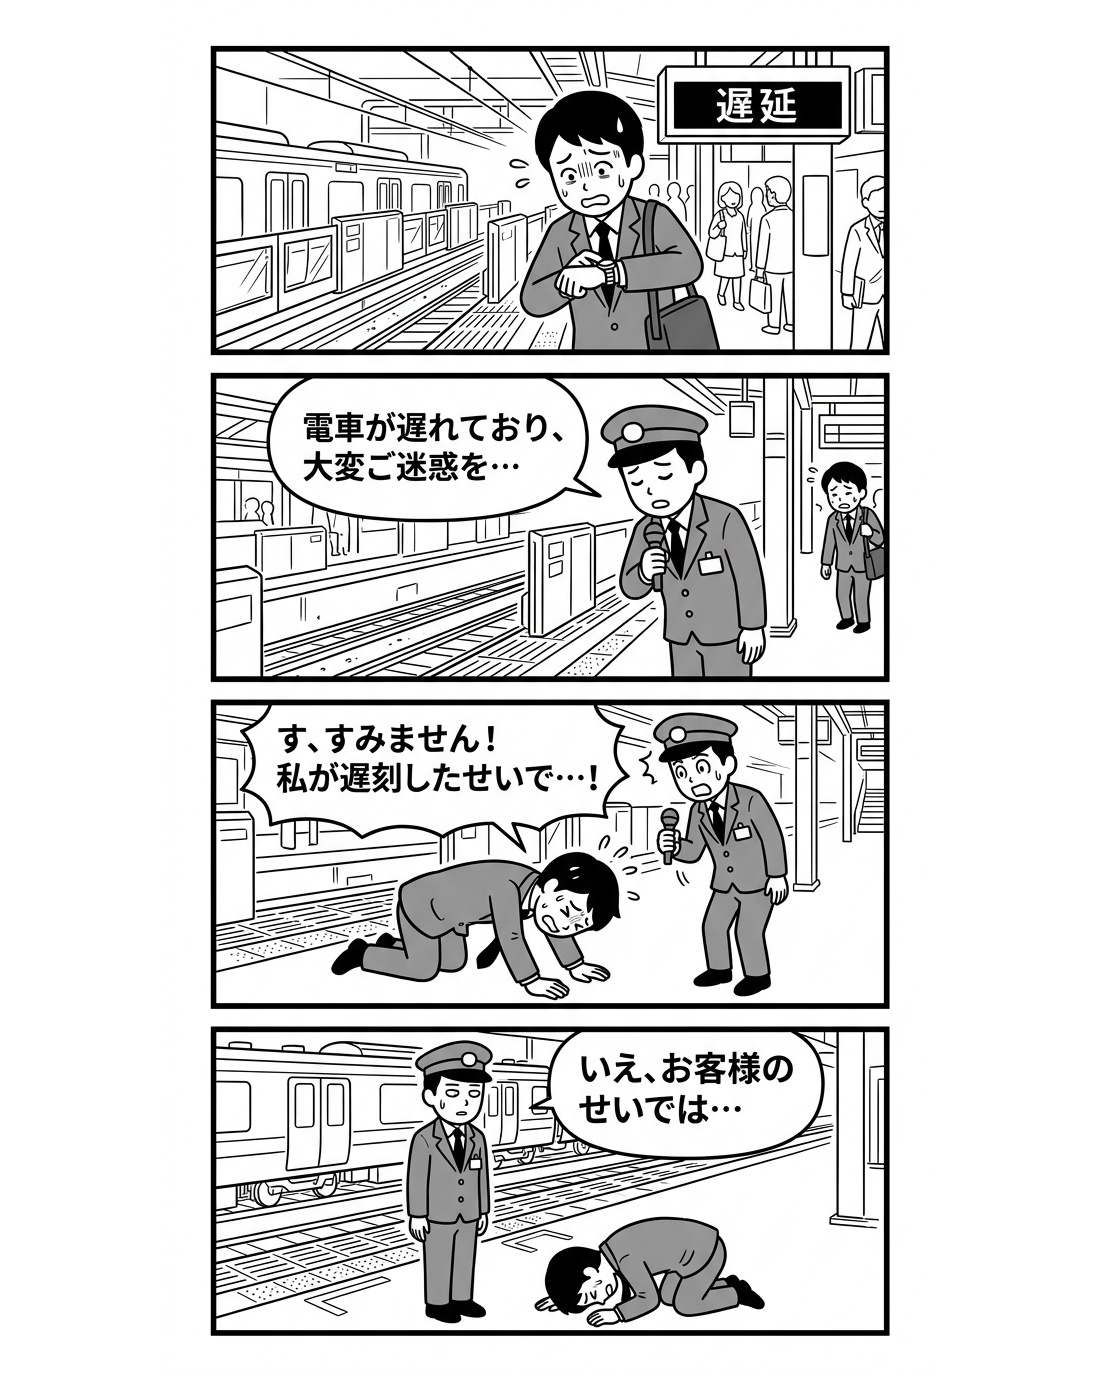 遅延
電車が遅れており、
大変ご迷惑を…
す、すみません！
私が遅刻したせいで…！
いえ、お客様の
せいでは…